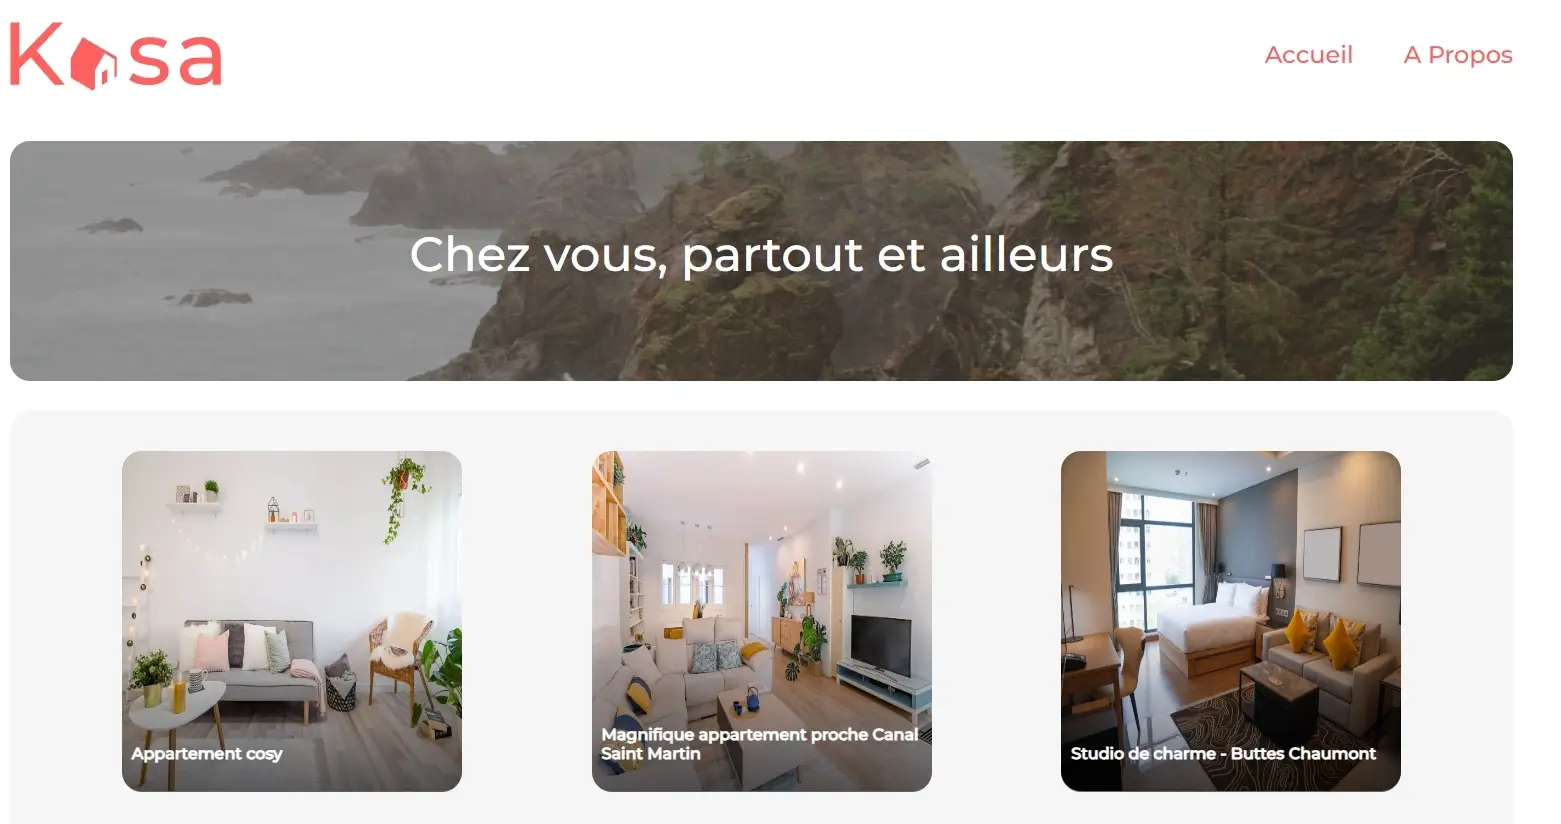 Kasa
Accueil
A Propos
Chez vous, partout et ailleurs
Appartement cosy
Magnifique appartement proche Canal
Saint Martin
Studio de charme - Buttes Chaumont